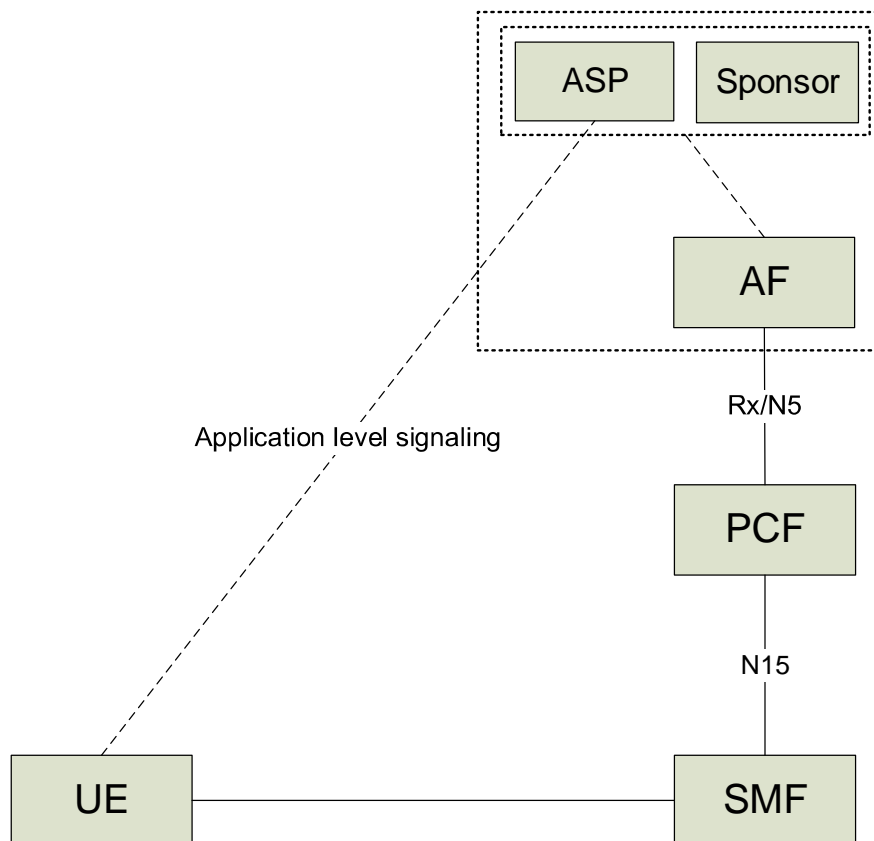 ASP
Sponsor
AF
Rx/N5
Application level signaling
PCF
N15
UE
SMF